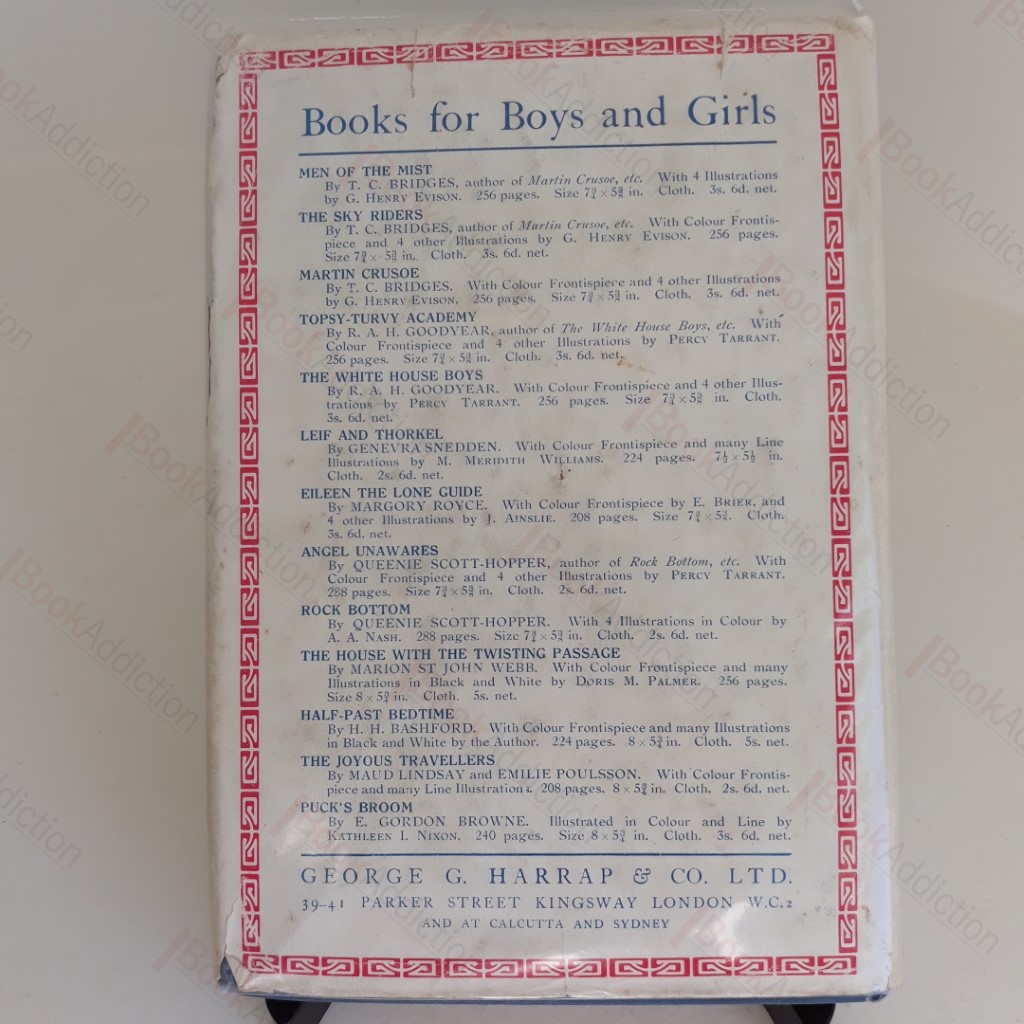 Books for Boys and Girls
MEN OF THE MIST
By T. C. BRIDGES, author of Martin Crusoe, etc. With 4 Illustrations
by G. HENRY EVISON. 256 pages. Size 7¾ × 5⅜ in. Cloth. 3s. 6d. net.
THE SKY RIDERS
By T. C. BRIDGES, author of Martin Crusoe, etc. With Colour Frontis-
piece and 4 other Illustrations by G. HENRY EVISON. 256 pages.
Size 7¾ × 5⅜ in. Cloth. 3s. 6d. net.
MARTIN CRUSOE
By T. C. BRIDGES. With Colour Frontispiece and 4 other Illustrations
by G. HENRY EVISON. 256 pages. Size 7¾ × 5¾ in. Cloth. 3s. 6d. net.
TOPSY-TURVY ACADEMY
By R. A. H. GOODYEAR, author of The White House Boys, etc. With
Colour Frontispiece and 4 other Illustrations by PERCY TARRANT.
256 pages. Size 7¾ × 5¾ in. Cloth. 3s. 6d. net.
THE WHITE HOUSE BOYS
By R. A. H. GOODYEAR. With Colour Frontispiece and 4 other Illus-
trations by PERCY TARRANT. 256 pages. Size 7¾ × 5¾ in. Cloth.
3s. 6d. net.
LEIF AND THORKEL
By GENEVRA SNEDDEN. With Colour Frontispiece and many Line
Illustrations by M. MERIDITH WILLIAMS. 224 pages. 7½ × 5½ in.
Cloth. 2s. 6d. net.
EILEEN THE LONE GUIDE
By MARGORY ROYCE. With Colour Frontispiece by E. BRIER, and
4 other Illustrations by J. AINSLIE. 208 pages. Size 7¾ × 5¾. Cloth.
3s. 6d. net.
ANGEL UNAWARES
By QUEENIE SCOTT-HOPPER, author of Rock Bottom, etc. With
Colour Frontispiece and 4 other Illustrations by PERCY TARRANT.
288 pages. Size 7¾ × 5⅜ in. Cloth. 2s. 6d. net.
ROCK BOTTOM
By QUEENIE SCOTT-HOPPER. With 4 Illustrations in Colour by
A. A. NASH. 288 pages. Size 7¾ × 5¾ in. Cloth. 2s. 6d. net.
THE HOUSE WITH THE TWISTING PASSAGE
By MARION ST JOHN WEBB. With Colour Frontispiece and many
Illustrations in Black and White by DORIS M. PALMER. 256 pages.
Size 8 × 5¾ in. Cloth. 5s. net.
HALF-PAST BEDTIME
By H. H. BASHFORD. With Colour Frontispiece and many Illustrations
in Black and White by the Author. 224 pages. 8 × 5¾ in. Cloth. 5s. net.
THE JOYOUS TRAVELLERS
By MAUD LINDSAY and EMILIE POULSSON. With Colour Frontis-
piece and many Line Illustrations. 208 pages. 8 × 5¾ in. Cloth. 2s. 6d. net.
PUCK'S BROOM
By E. GORDON BROWNE. Illustrated in Colour and Line by
KATHLEEN I. NIXON. 240 pages. Size 8 × 5¾ in. Cloth. 3s. 6d. net.
GEORGE G. HARRAP & CO. LTD.
39–41 PARKER STREET KINGSWAY LONDON W.C.2
AND AT CALCUTTA AND SYDNEY
BookAddiction